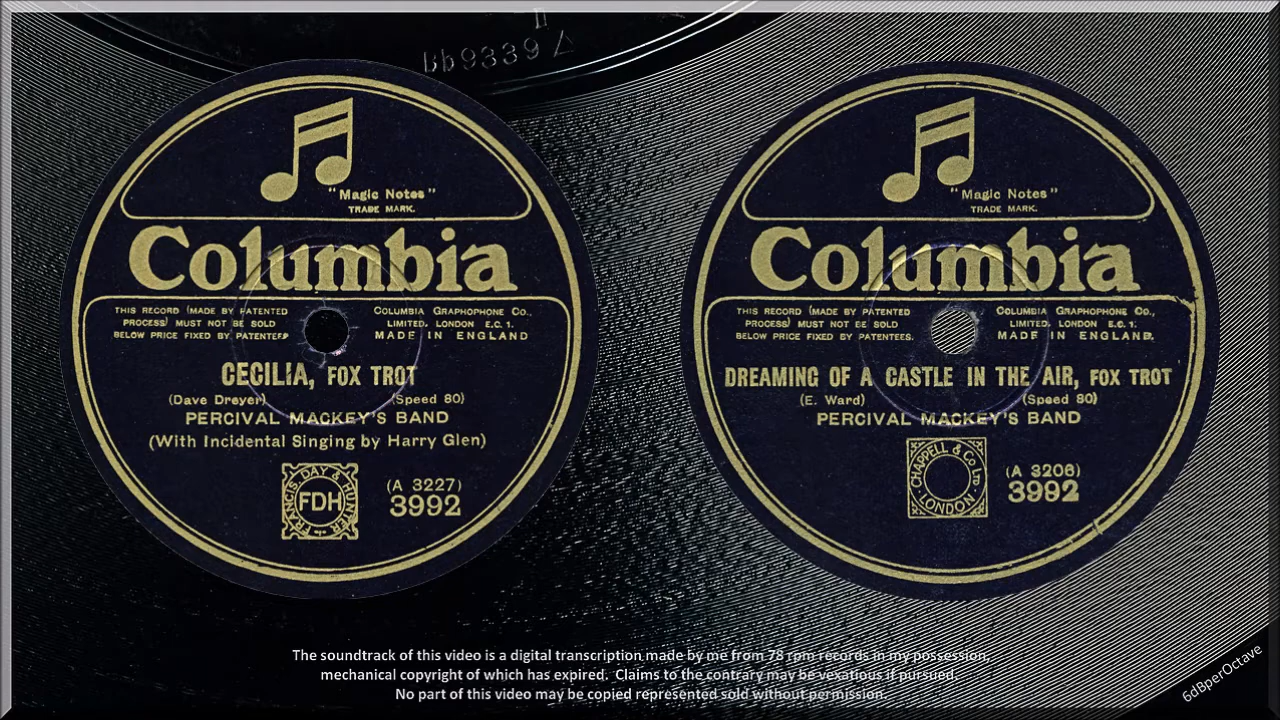 II
Bb9339 △
"Magic Notes"
TRADE MARK.
Columbia
THIS RECORD (MADE BY PATENTED
PROCESS) MUST NOT BE SOLD
BELOW PRICE FIXED BY PATENTEES
COLUMBIA GRAPHOPHONE Co.,
LIMITED. LONDON E.C. 1.
MADE IN ENGLAND
CECILIA, FOX TROT
(Dave Dreyer) (Speed 80)
PERCIVAL MACKEY'S BAND
(With Incidental Singing by Harry Glen)
FRANCIS, DAY & HUNTER
FDH
(A 3227)
3992
"Magic Notes"
TRADE MARK.
Columbia
THIS RECORD (MADE BY PATENTED
PROCESS) MUST NOT BE SOLD
BELOW PRICE FIXED BY PATENTEES.
COLUMBIA GRAPHOPHONE Co.,
LIMITED. LONDON E.C. 1.
MADE IN ENGLAND.
DREAMING OF A CASTLE IN THE AIR, FOX TROT
(E. Ward) (Speed 80)
PERCIVAL MACKEY'S BAND
CHAPPELL & Co Ltd
LONDON
(A 3206)
3992
The soundtrack of this video is a digital transcription made by me from 78 rpm records in my possession,
mechanical copyright of which has expired. Claims to the contrary may be vexatious if pursued.
No part of this video may be copied represented sold without permission.
6dBperOctave